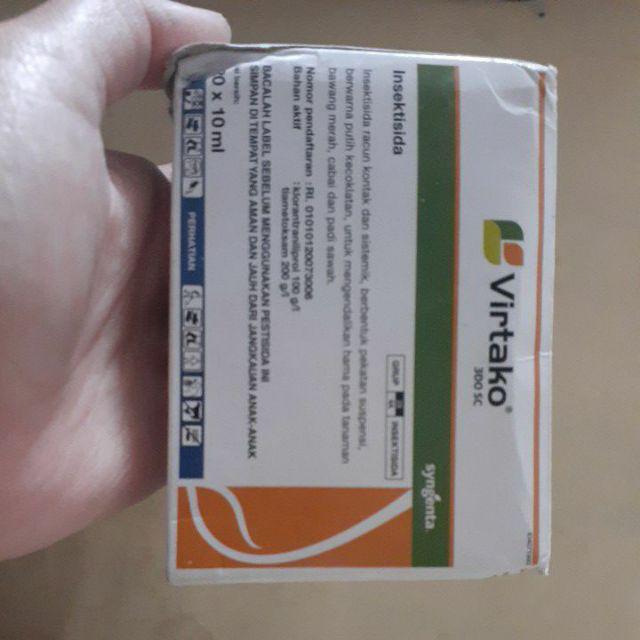 Virtako®
300 SC
syngenta
Insektisida
GRUP INSEKTISIDA
Insektisida racun kontak dan sistemik, berbentuk pekatan suspensi,
berwarna putih kecoklatan, untuk mengendalikan hama pada tanaman
bawang merah, cabai dan padi sawah.
Nomor pendaftaran : RI. 01010120073006
Bahan aktif : klorantraniliprol 100 g/l
tiametoksam 200 g/l
BACALAH LABEL SEBELUM MENGGUNAKAN PESTISIDA INI
SIMPAN DI TEMPAT YANG AMAN DAN JAUH DARI JANGKAUAN ANAK-ANAK
0 x 10 ml
PERHATIAN